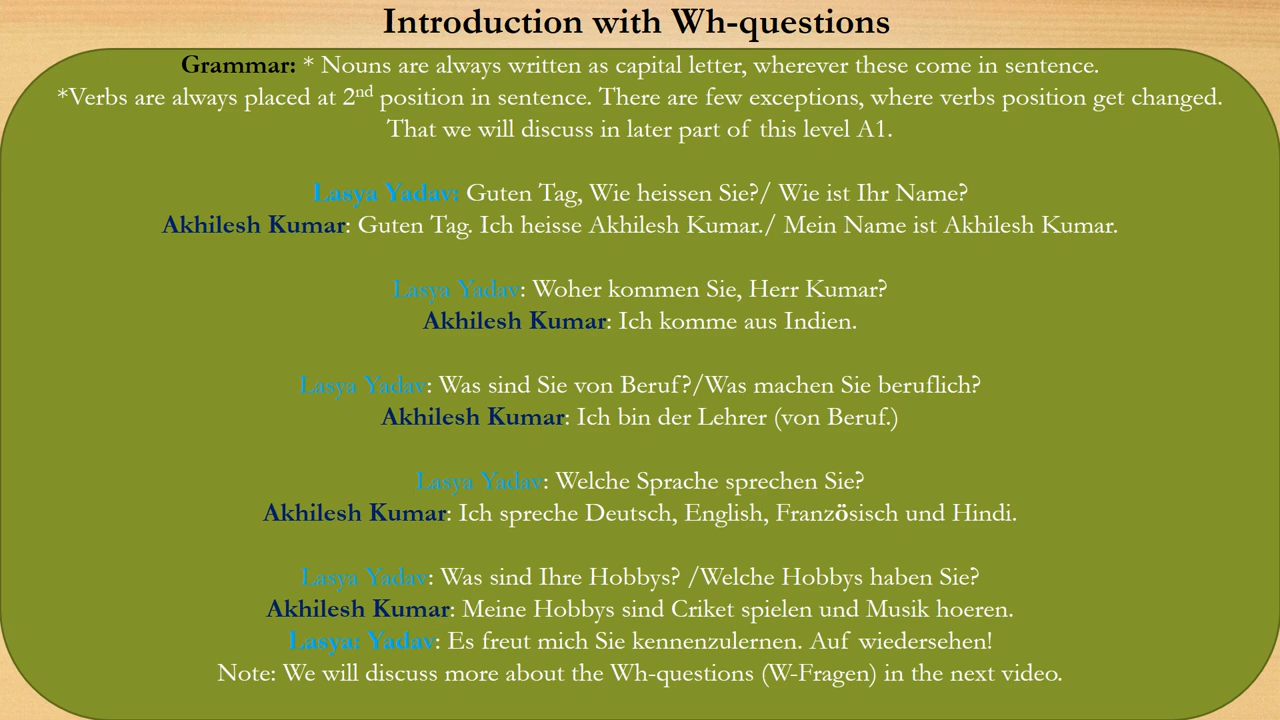 Introduction with Wh-questions
Grammar: * Nouns are always written as capital letter, wherever these come in sentence.
*Verbs are always placed at 2nd position in sentence. There are few exceptions, where verbs position get changed.
That we will discuss in later part of this level A1.
Lasya Yadav: Guten Tag, Wie heissen Sie?/ Wie ist Ihr Name?
Akhilesh Kumar: Guten Tag. Ich heisse Akhilesh Kumar./ Mein Name ist Akhilesh Kumar.
Lasya Yadav: Woher kommen Sie, Herr Kumar?
Akhilesh Kumar: Ich komme aus Indien.
Lasya Yadav: Was sind Sie von Beruf?/Was machen Sie beruflich?
Akhilesh Kumar: Ich bin der Lehrer (von Beruf.)
Lasya Yadav: Welche Sprache sprechen Sie?
Akhilesh Kumar: Ich spreche Deutsch, English, Französisch und Hindi.
Lasya Yadav: Was sind Ihre Hobbys? /Welche Hobbys haben Sie?
Akhilesh Kumar: Meine Hobbys sind Criket spielen und Musik hoeren.
Lasya: Yadav: Es freut mich Sie kennenzulernen. Auf wiedersehen!
Note: We will discuss more about the Wh-questions (W-Fragen) in the next video.